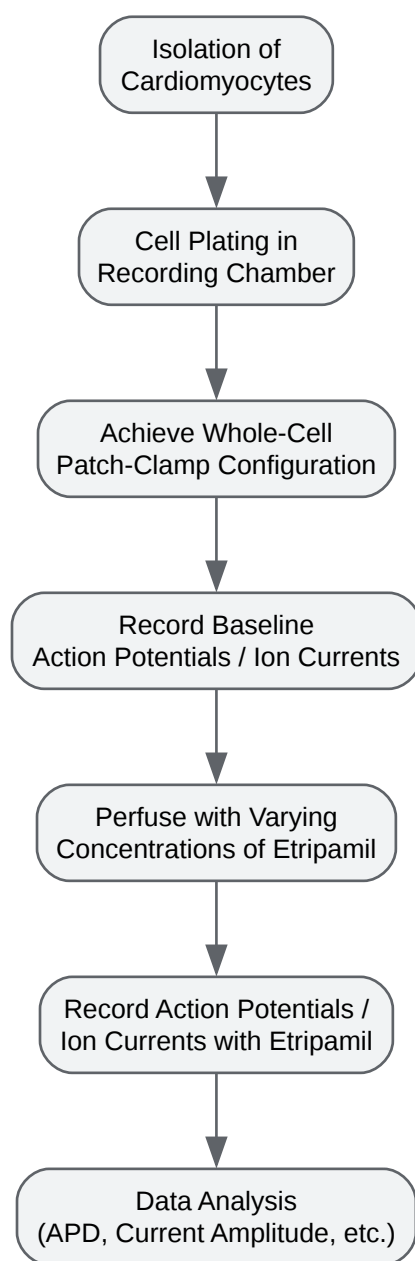 Isolation of
Cardiomyocytes
Cell Plating in
Recording Chamber
Achieve Whole-Cell
Patch-Clamp Configuration
Record Baseline
Action Potentials / Ion Currents
Perfuse with Varying
Concentrations of Etripamil
Record Action Potentials /
Ion Currents with Etripamil
Data Analysis
(APD, Current Amplitude, etc.)